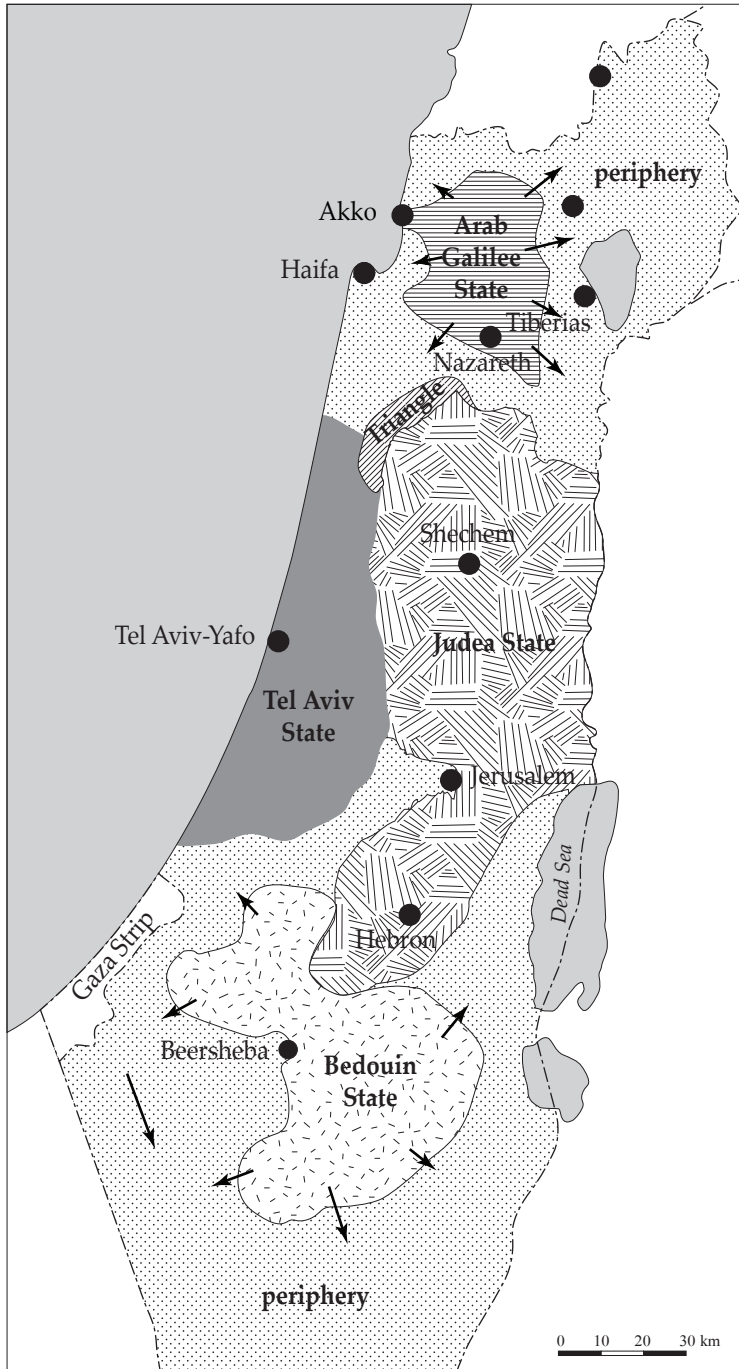 periphery
Akko
Arab
Galilee
State
Haifa
Tiberias
Nazareth
Triangle
Shechem
Tel Aviv-Yafo
Judea State
Tel Aviv
State
Jerusalem
Dead Sea
Hebron
Gaza Strip
Beersheba
Bedouin
State
periphery
0 10 20 30 km